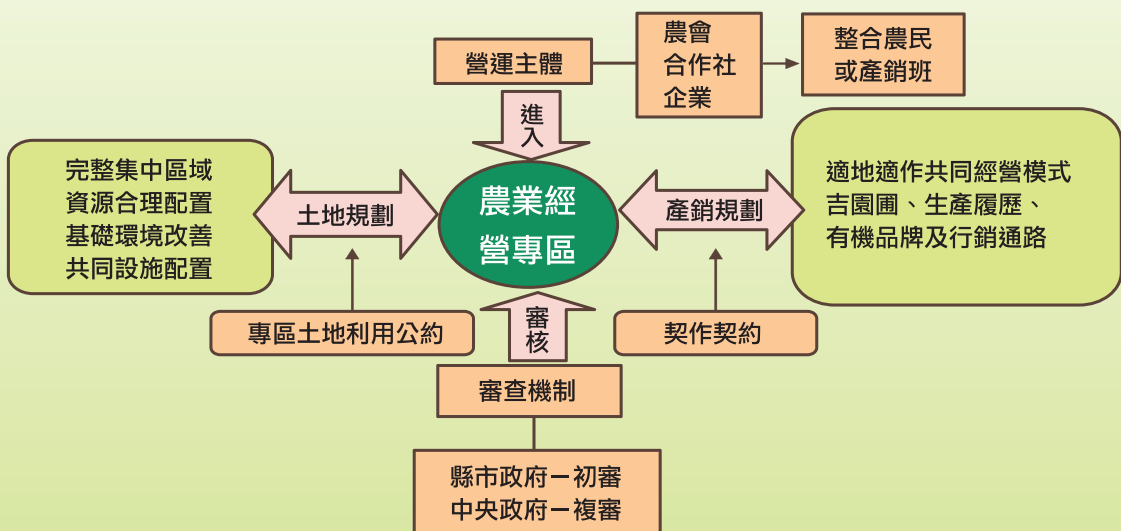 營運主體
農會
合作社
企業
整合農民
或產銷班
進入
完整集中區域
資源合理配置
基礎環境改善
共同設施配置
土地規劃
農業經
營專區
產銷規劃
適地適作共同經營模式
吉園圃、生產履歷、
有機品牌及行銷通路
專區土地利用公約
審核
契作契約
審查機制
縣市政府－初審
中央政府－複審